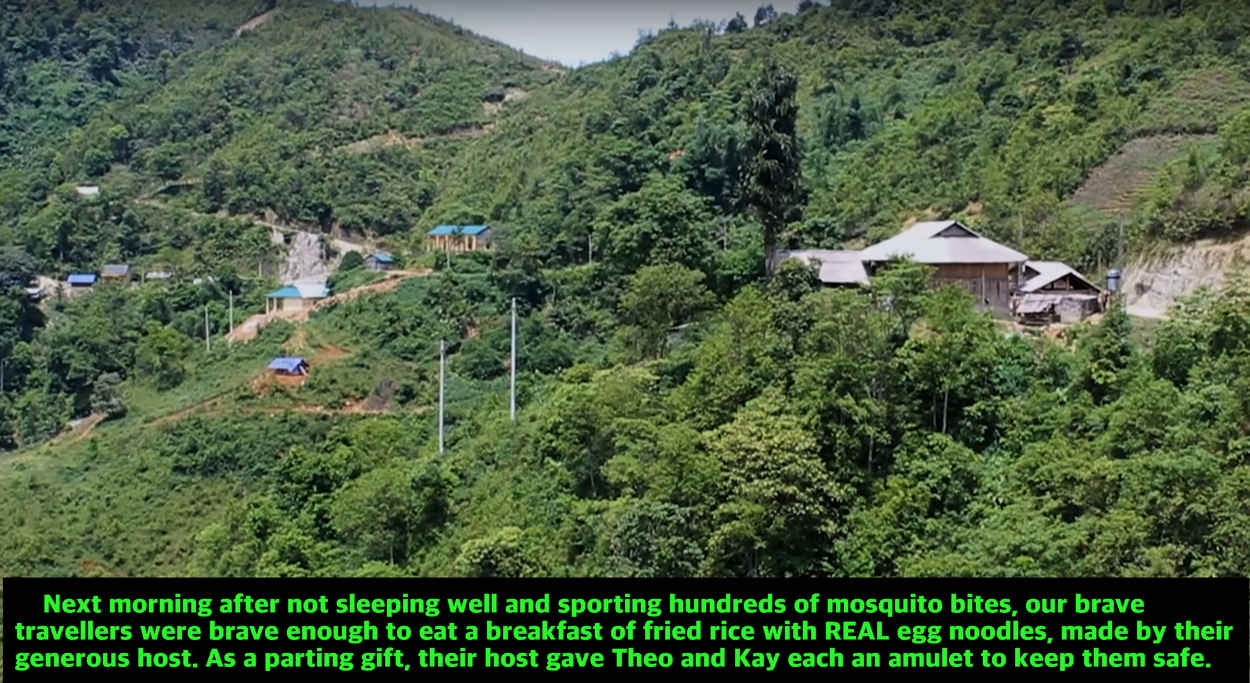 Next morning after not sleeping well and sporting hundreds of mosquito bites, our brave
travellers were brave enough to eat a breakfast of fried rice with REAL egg noodles, made by their
generous host. As a parting gift, their host gave Theo and Kay each an amulet to keep them safe.